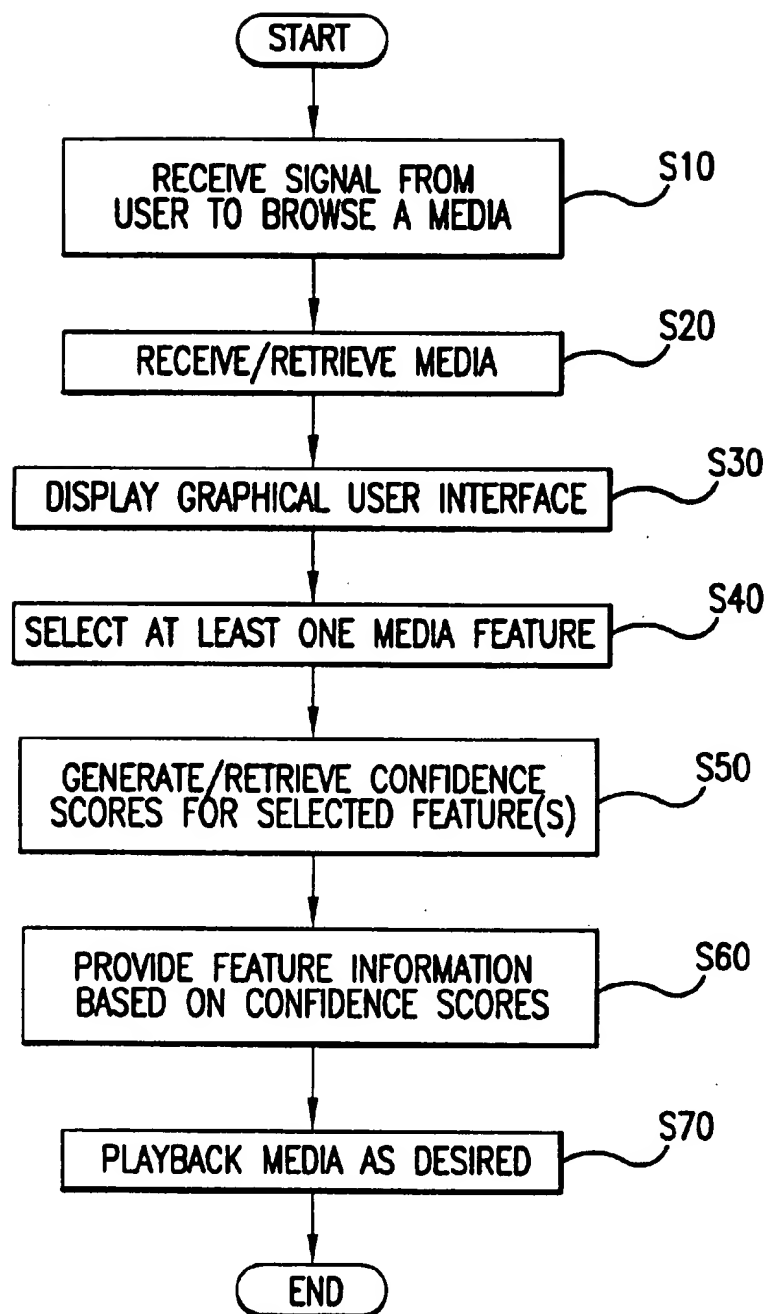 START
RECEIVE SIGNAL FROM
USER TO BROWSE A MEDIA
S10
RECEIVE/RETRIEVE MEDIA
S20
DISPLAY GRAPHICAL USER INTERFACE
S30
SELECT AT LEAST ONE MEDIA FEATURE
S40
GENERATE/RETRIEVE CONFIDENCE
SCORES FOR SELECTED FEATURE(S)
S50
PROVIDE FEATURE INFORMATION
BASED ON CONFIDENCE SCORES
S60
PLAYBACK MEDIA AS DESIRED
S70
END